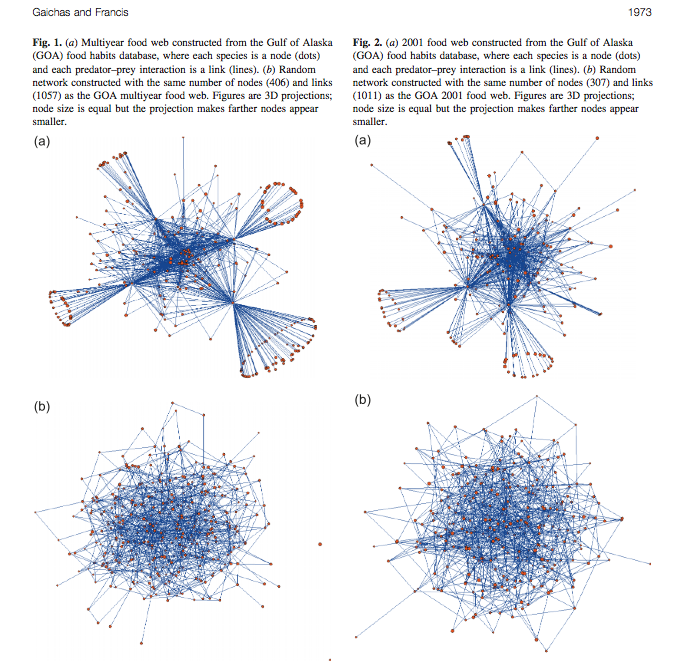 Gaichas and Francis
1973
Fig. 1. (a) Multiyear food web constructed from the Gulf of Alaska
(GOA) food habits database, where each species is a node (dots)
and each predator–prey interaction is a link (lines). (b) Random
network constructed with the same number of nodes (406) and links
(1057) as the GOA multiyear food web. Figures are 3D projections;
node size is equal but the projection makes farther nodes appear
smaller.
(a)
(b)
Fig. 2. (a) 2001 food web constructed from the Gulf of Alaska
(GOA) food habits database, where each species is a node (dots)
and each predator–prey interaction is a link (lines). (b) Random
network constructed with the same number of nodes (307) and links
(1011) as the GOA 2001 food web. Figures are 3D projections;
node size is equal but the projection makes farther nodes appear
smaller.
(a)
(b)